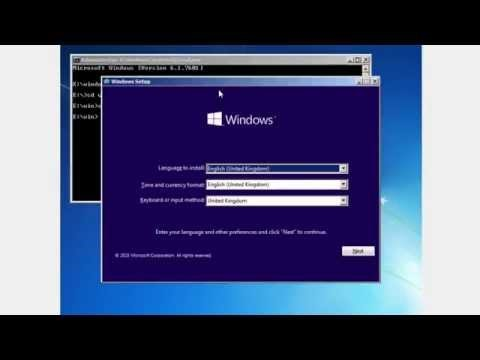 Microsoft Windows [Version 6.1.7601]
Windows Setup
E:\win>
Windows
Language to install:
English (United Kingdom)
Time and currency format:
English (United Kingdom)
Keyboard or input method:
United Kingdom
Enter your language and other preferences and click "Next" to continue.
© 2015 Microsoft Corporation. All rights reserved.
Next